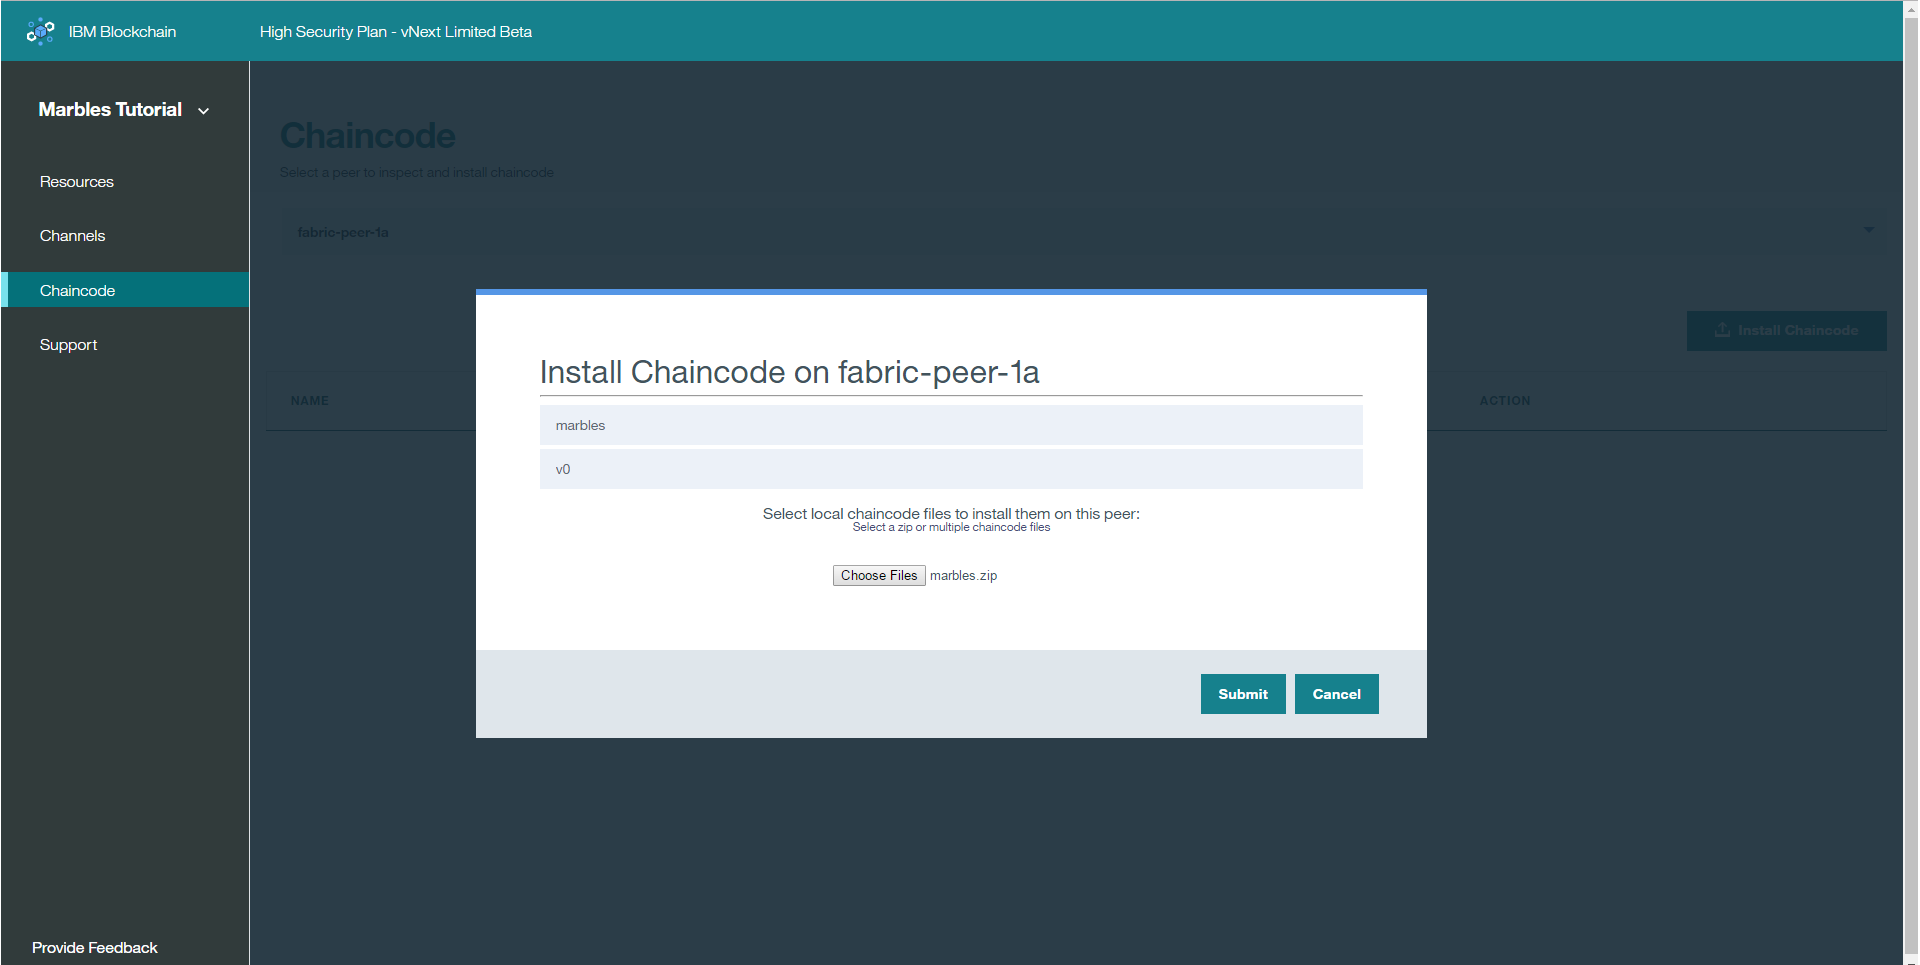 IBM Blockchain
High Security Plan - vNext Limited Beta
Marbles Tutorial
Resources
Channels
Chaincode
Support
Provide Feedback
Chaincode
Select a peer to inspect and install chaincode
fabric-peer-1a
Install Chaincode
NAME
ACTION
Install Chaincode on fabric-peer-1a
marbles
v0
Select local chaincode files to install them on this peer:
Select a zip or multiple chaincode files
Choose Files marbles.zip
Submit
Cancel